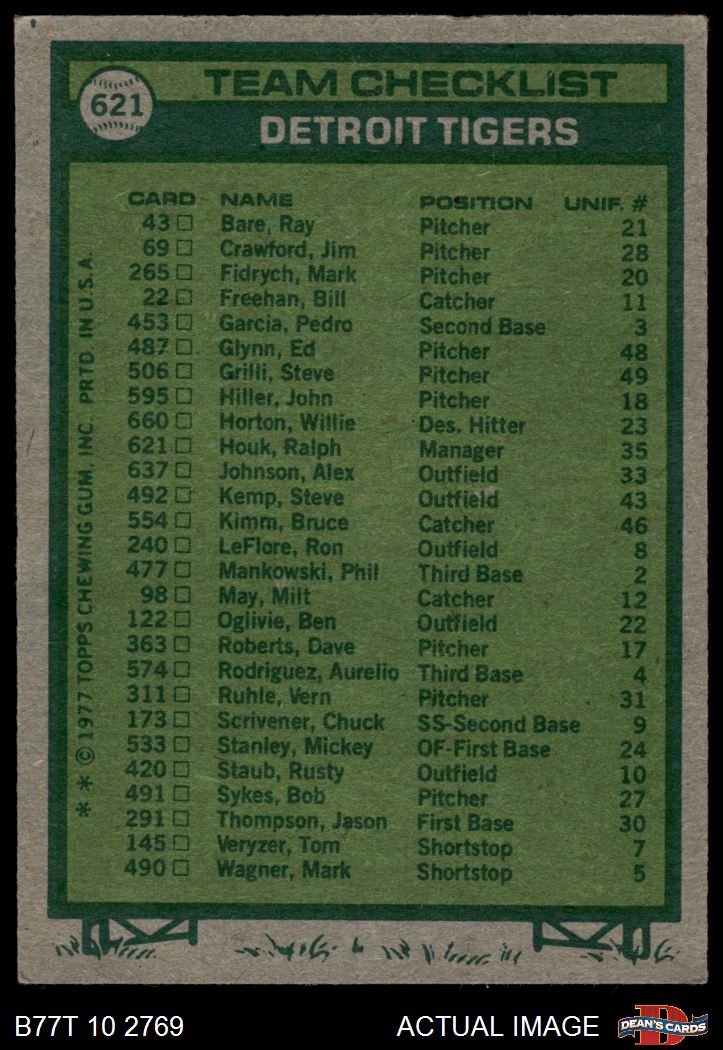 621
TEAM CHECKLIST
DETROIT TIGERS
CARD NAME POSITION UNIF. #
43 Bare, Ray Pitcher 21
69 Crawford, Jim Pitcher 28
265 Fidrych, Mark Pitcher 20
22 Freehan, Bill Catcher 11
453 Garcia, Pedro Second Base 3
487 Glynn, Ed Pitcher 48
506 Grilli, Steve Pitcher 49
595 Hiller, John Pitcher 18
660 Horton, Willie Des. Hitter 23
621 Houk, Ralph Manager 35
637 Johnson, Alex Outfield 33
492 Kemp, Steve Outfield 43
554 Kimm, Bruce Catcher 46
240 LeFlore, Ron Outfield 8
477 Mankowski, Phil Third Base 2
98 May, Milt Catcher 12
122 Oglivie, Ben Outfield 22
363 Roberts, Dave Pitcher 17
574 Rodriguez, Aurelio Third Base 4
311 Ruhle, Vern Pitcher 31
173 Scrivener, Chuck SS-Second Base 9
533 Stanley, Mickey OF-First Base 24
420 Staub, Rusty Outfield 10
491 Sykes, Bob Pitcher 27
291 Thompson, Jason First Base 30
145 Veryzer, Tom Shortstop 7
490 Wagner, Mark Shortstop 5
* * © 1977 TOPPS CHEWING GUM, INC. PRTD. IN U.S.A.
B77T 10 2769 ACTUAL IMAGE
DEAN'S CARDS